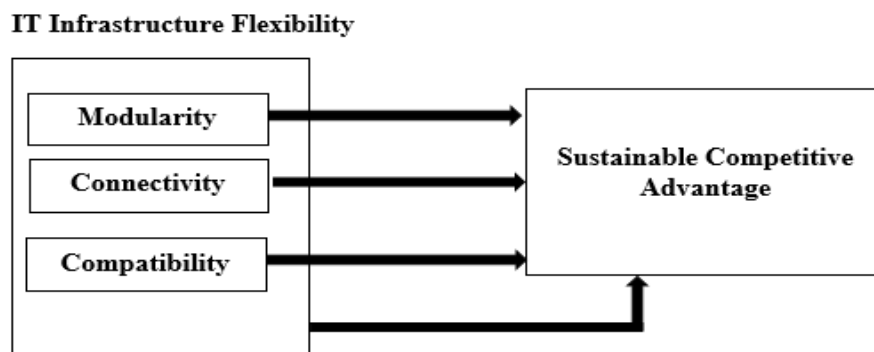 IT Infrastructure Flexibility
Modularity
Connectivity
Compatibility
Sustainable Competitive
Advantage